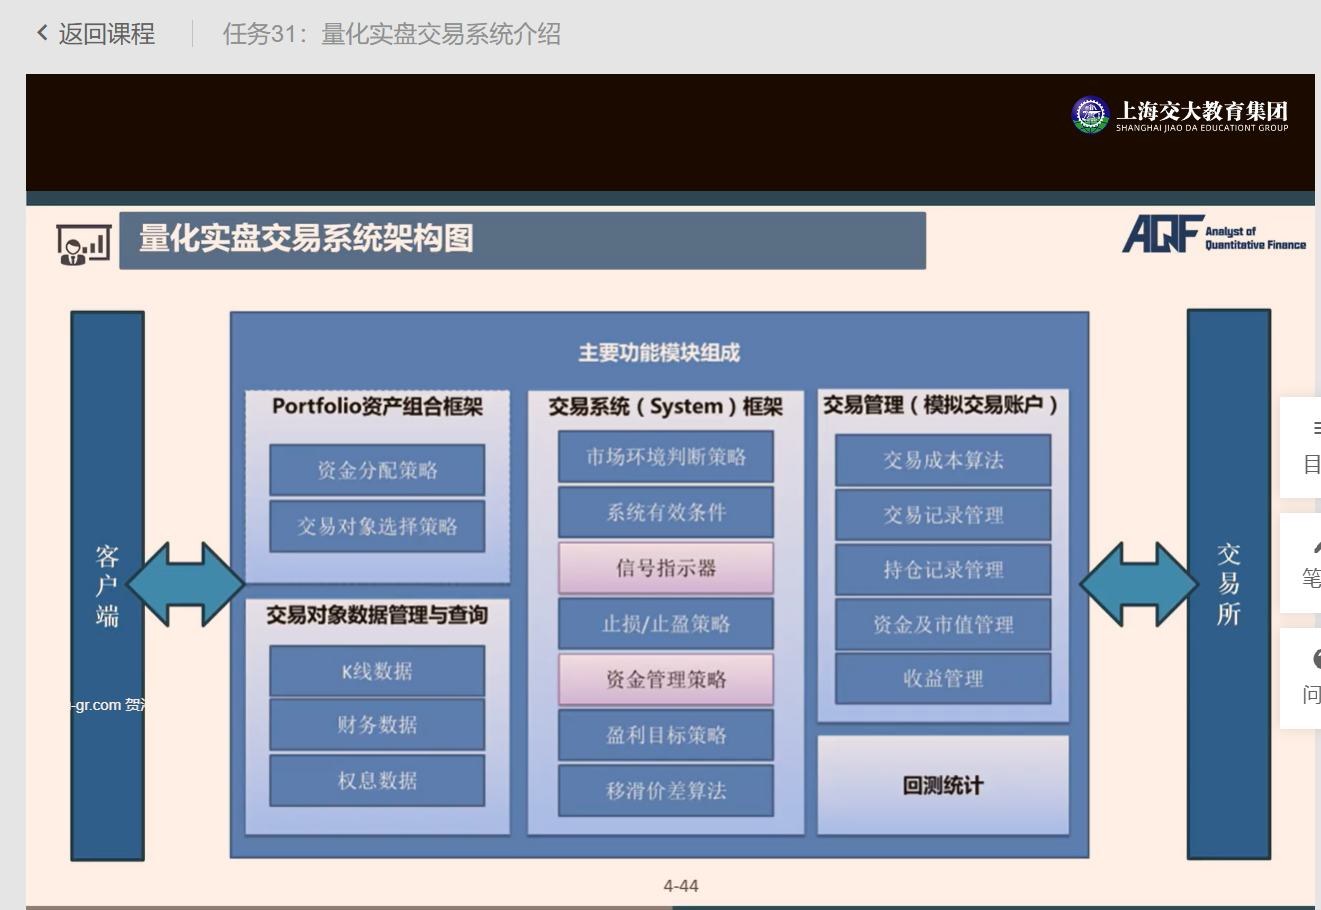 返回课程
任务31：量化实盘交易系统介绍
上海交大教育集团
SHANGHAI JIAO DA EDUCATIONT GROUP
量化实盘交易系统架构图
AQF
Analyst of
Quantitative Finance
客户端
-gr.com 贺
主要功能模块组成
Portfolio资产组合框架
资金分配策略
交易对象选择策略
交易对象数据管理与查询
K线数据
财务数据
权息数据
交易系统（System）框架
市场环境判断策略
系统有效条件
信号指示器
止损/止盈策略
资金管理策略
盈利目标策略
移滑价差算法
交易管理（模拟交易账户）
交易成本算法
交易记录管理
持仓记录管理
资金及市值管理
收益管理
回测统计
交易所
目
笔
问
4-44